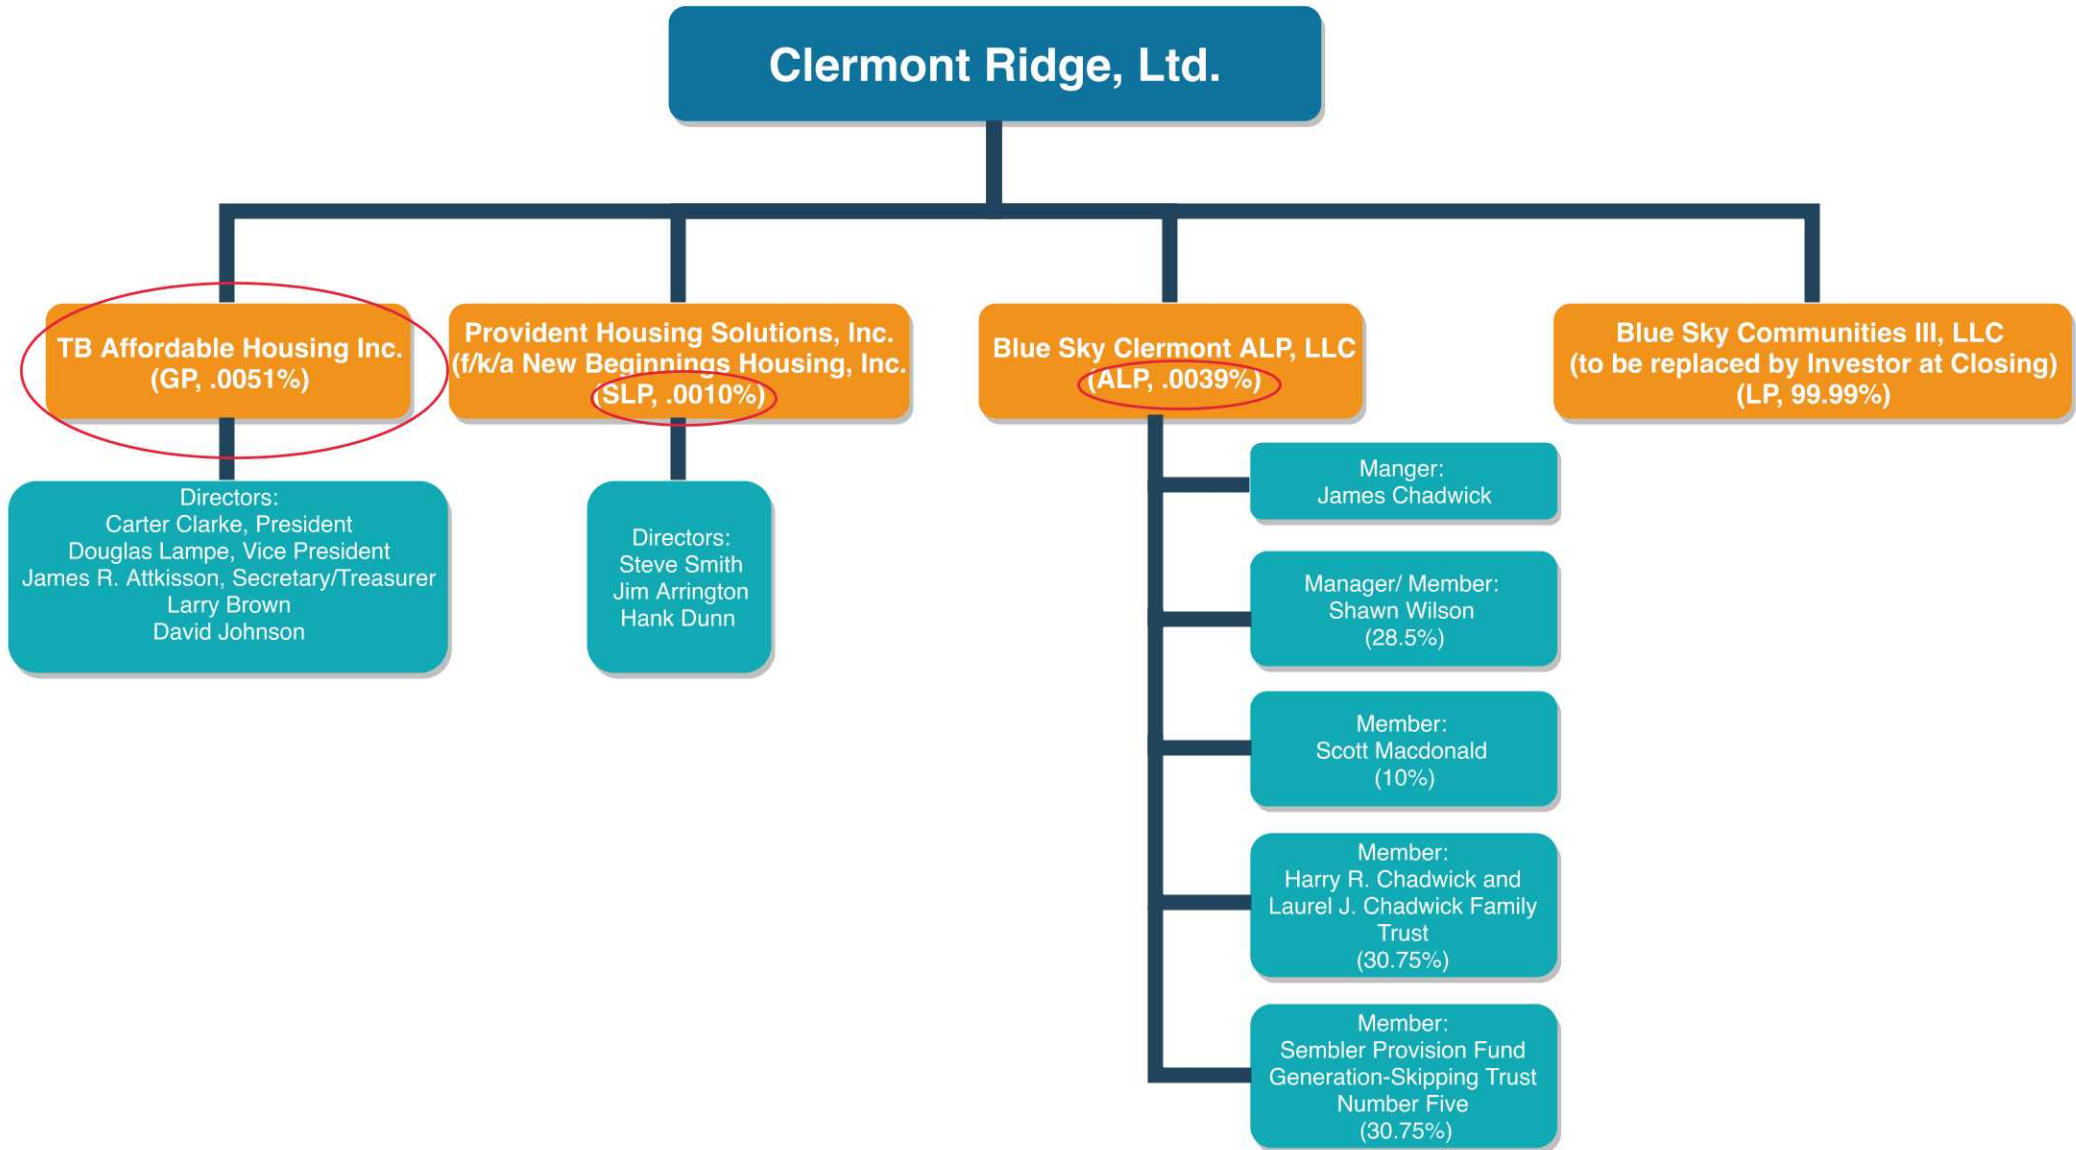 Clermont Ridge, Ltd.
TB Affordable Housing Inc.
(GP, .0051%)
Provident Housing Solutions, Inc.
(f/k/a New Beginnings Housing, Inc.
(SLP, .0010%)
Blue Sky Clermont ALP, LLC
(ALP, .0039%)
Blue Sky Communities III, LLC
(to be replaced by Investor at Closing)
(LP, 99.99%)
Directors:
Carter Clarke, President
Douglas Lampe, Vice President
James R. Attkisson, Secretary/Treasurer
Larry Brown
David Johnson
Directors:
Steve Smith
Jim Arrington
Hank Dunn
Manger:
James Chadwick
Manager/ Member:
Shawn Wilson
(28.5%)
Member:
Scott Macdonald
(10%)
Member:
Harry R. Chadwick and
Laurel J. Chadwick Family
Trust
(30.75%)
Member:
Sembler Provision Fund
Generation-Skipping Trust
Number Five
(30.75%)